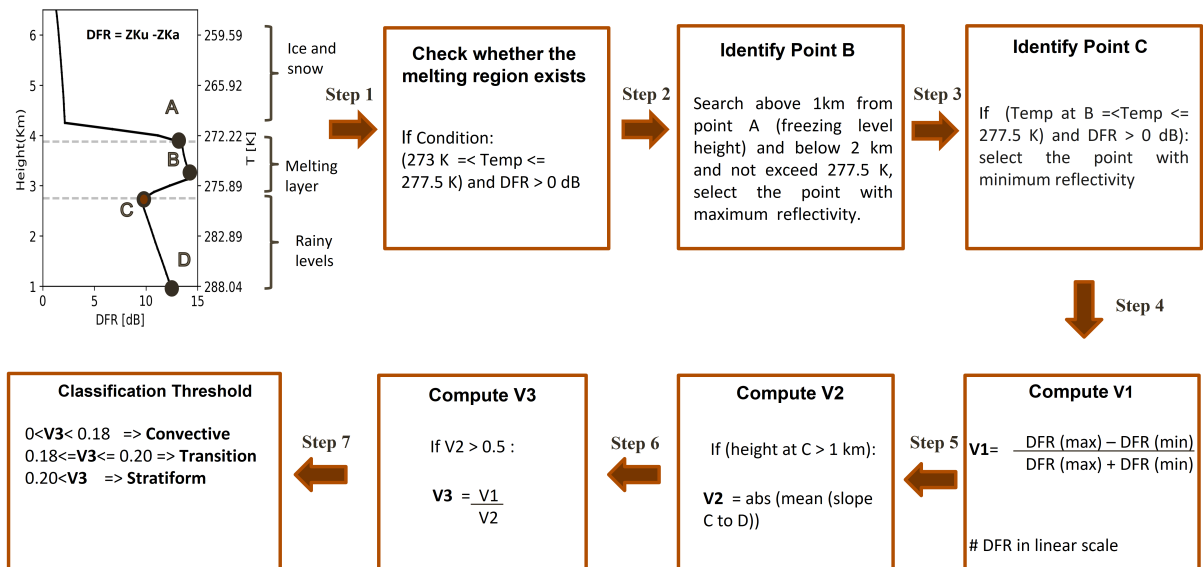 DFR = ZKu -ZKa
Height(Km)
6
5
4
3
2
1
0
5
10
15
DFR [dB]
259.59
265.92
272.22
275.89
282.89
288.04
T [K]
A
B
C
D
Ice and
snow
Melting
layer
Rainy
levels
Step 1
Check whether the
melting region exists
If Condition:
(273 K =< Temp <=
277.5 K) and DFR > 0 dB
Step 2
Identify Point B
Search above 1km from
point A (freezing level
height) and below 2 km
and not exceed 277.5 K,
select the point with
maximum reflectivity.
Step 3
Identify Point C
If (Temp at B =<Temp <=
277.5 K) and DFR > 0 dB):
select the point with
minimum reflectivity
Step 4
Compute V1
V1= DFR (max) – DFR (min)
DFR (max) + DFR (min)
# DFR in linear scale
Step 5
Compute V2
If (height at C > 1 km):
V2 = abs (mean (slope
C to D))
Step 6
Compute V3
If V2 > 0.5 :
V3 = V1
V2
Step 7
Classification Threshold
0<V3< 0.18 => Convective
0.18<=V3<= 0.20 => Transition
0.20<V3 => Stratiform